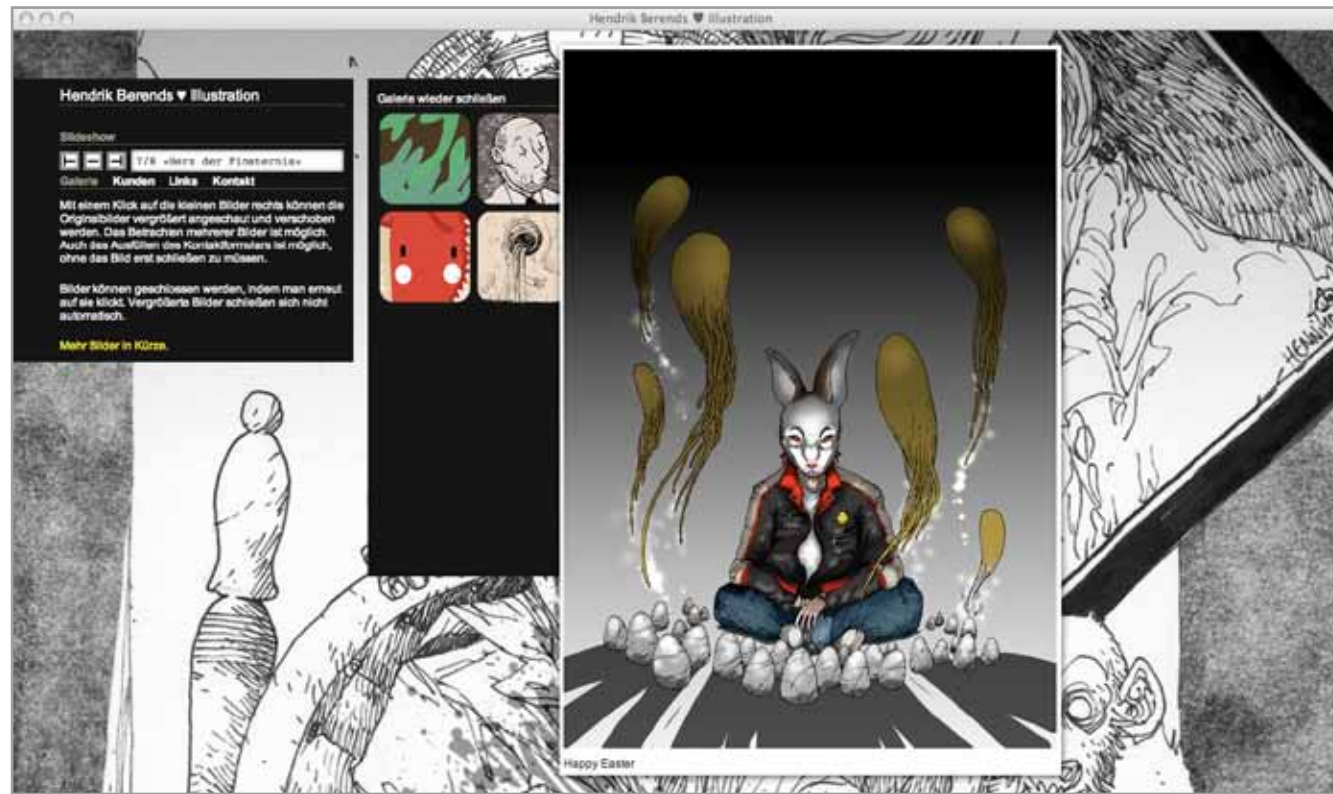 Hendrik Berends ♥ Illustration
Hendrik Berends ♥ Illustration
Slideshow
7/8 «Herz der Finsternis»
Galerie Kunden Links Kontakt
Mit einem Klick auf die kleinen Bilder rechts können die
Originalbilder vergrößert angeschaut und verschoben
werden. Das Betrachten mehrerer Bilder ist möglich.
Auch das Ausfüllen des Kontaktformulars ist möglich,
ohne das Bild erst schließen zu müssen.
Bilder können geschlossen werden, indem man erneut
auf sie klickt. Vergrößerte Bilder schließen sich nicht
automatisch.
Mehr Bilder in Kürze.
Galerie wieder schließen
Happy Easter